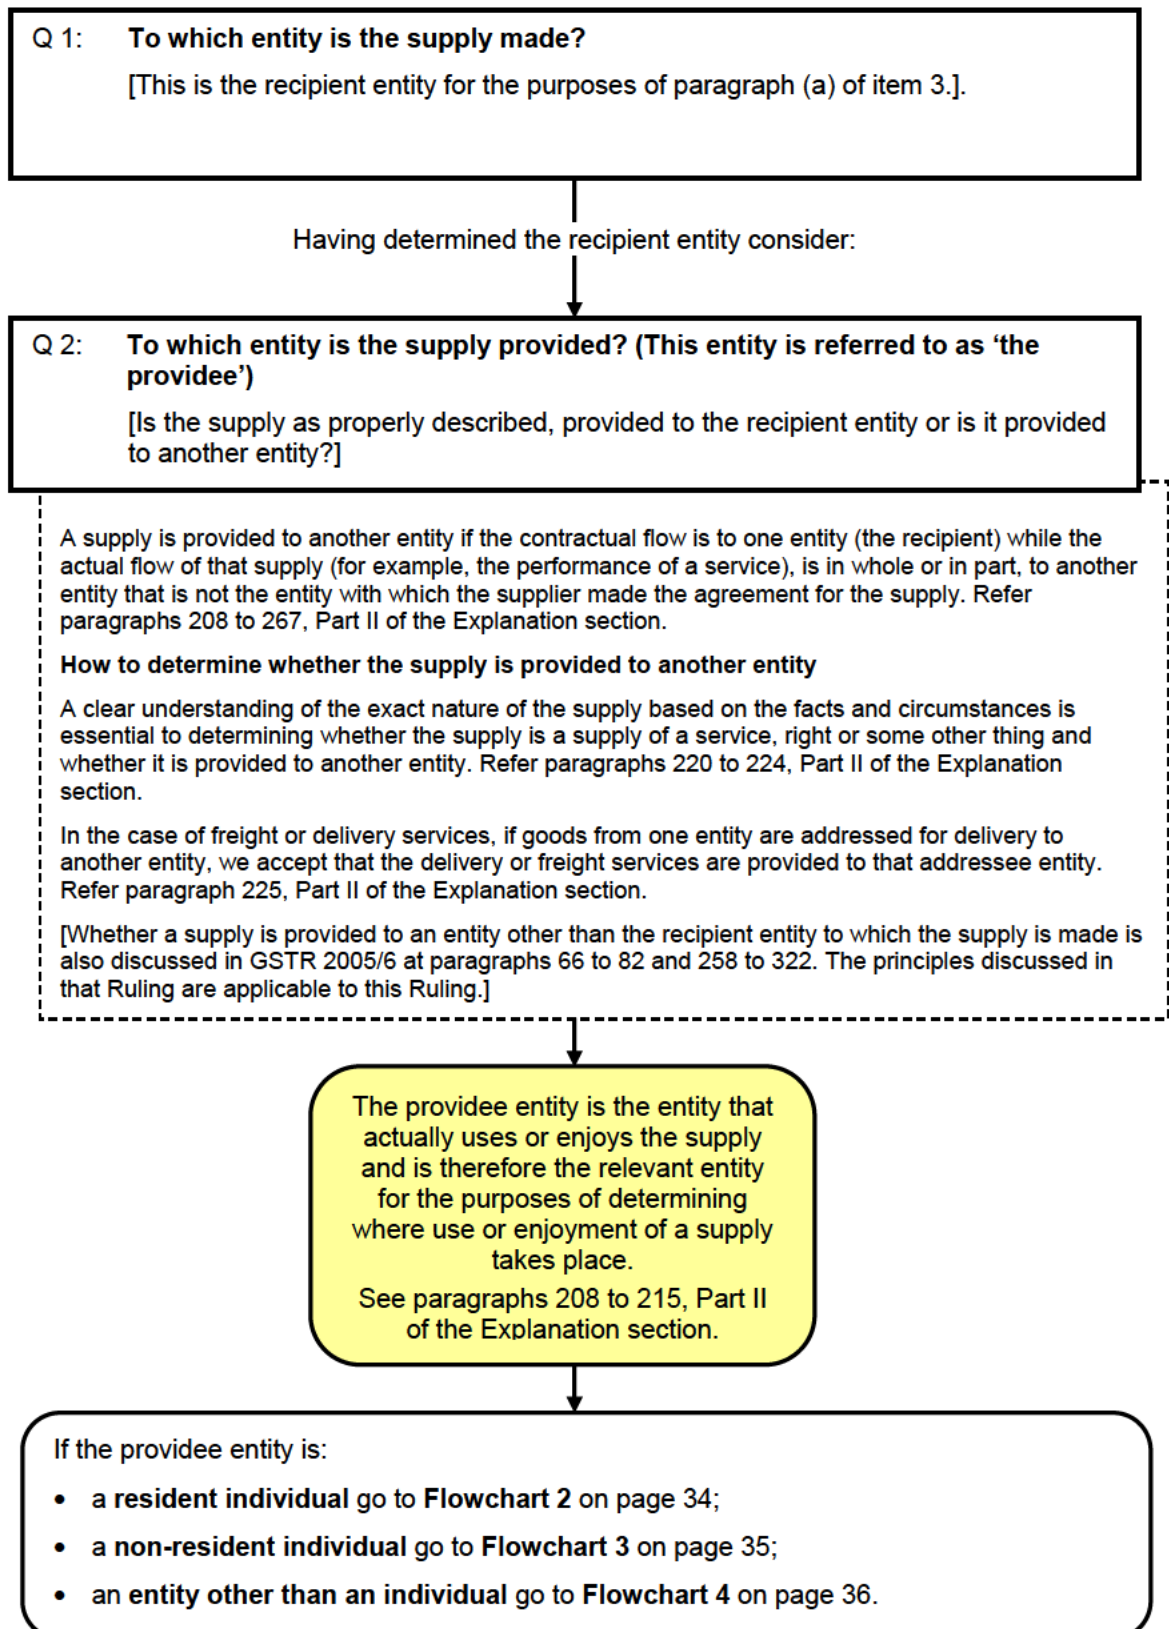 Q 1: To which entity is the supply made?
[This is the recipient entity for the purposes of paragraph (a) of item 3.].
Having determined the recipient entity consider:
Q 2: To which entity is the supply provided? (This entity is referred to as ‘the
providee’)
[Is the supply as properly described, provided to the recipient entity or is it provided
to another entity?]
A supply is provided to another entity if the contractual flow is to one entity (the recipient) while the
actual flow of that supply (for example, the performance of a service), is in whole or in part, to another
entity that is not the entity with which the supplier made the agreement for the supply. Refer
paragraphs 208 to 267, Part II of the Explanation section.
How to determine whether the supply is provided to another entity
A clear understanding of the exact nature of the supply based on the facts and circumstances is
essential to determining whether the supply is a supply of a service, right or some other thing and
whether it is provided to another entity. Refer paragraphs 220 to 224, Part II of the Explanation
section.
In the case of freight or delivery services, if goods from one entity are addressed for delivery to
another entity, we accept that the delivery or freight services are provided to that addressee entity.
Refer paragraph 225, Part II of the Explanation section.
[Whether a supply is provided to an entity other than the recipient entity to which the supply is made is
also discussed in GSTR 2005/6 at paragraphs 66 to 82 and 258 to 322. The principles discussed in
that Ruling are applicable to this Ruling.]
The providee entity is the entity that
actually uses or enjoys the supply
and is therefore the relevant entity
for the purposes of determining
where use or enjoyment of a supply
takes place.
See paragraphs 208 to 215, Part II
of the Explanation section.
If the providee entity is:
• a resident individual go to Flowchart 2 on page 34;
• a non-resident individual go to Flowchart 3 on page 35;
• an entity other than an individual go to Flowchart 4 on page 36.